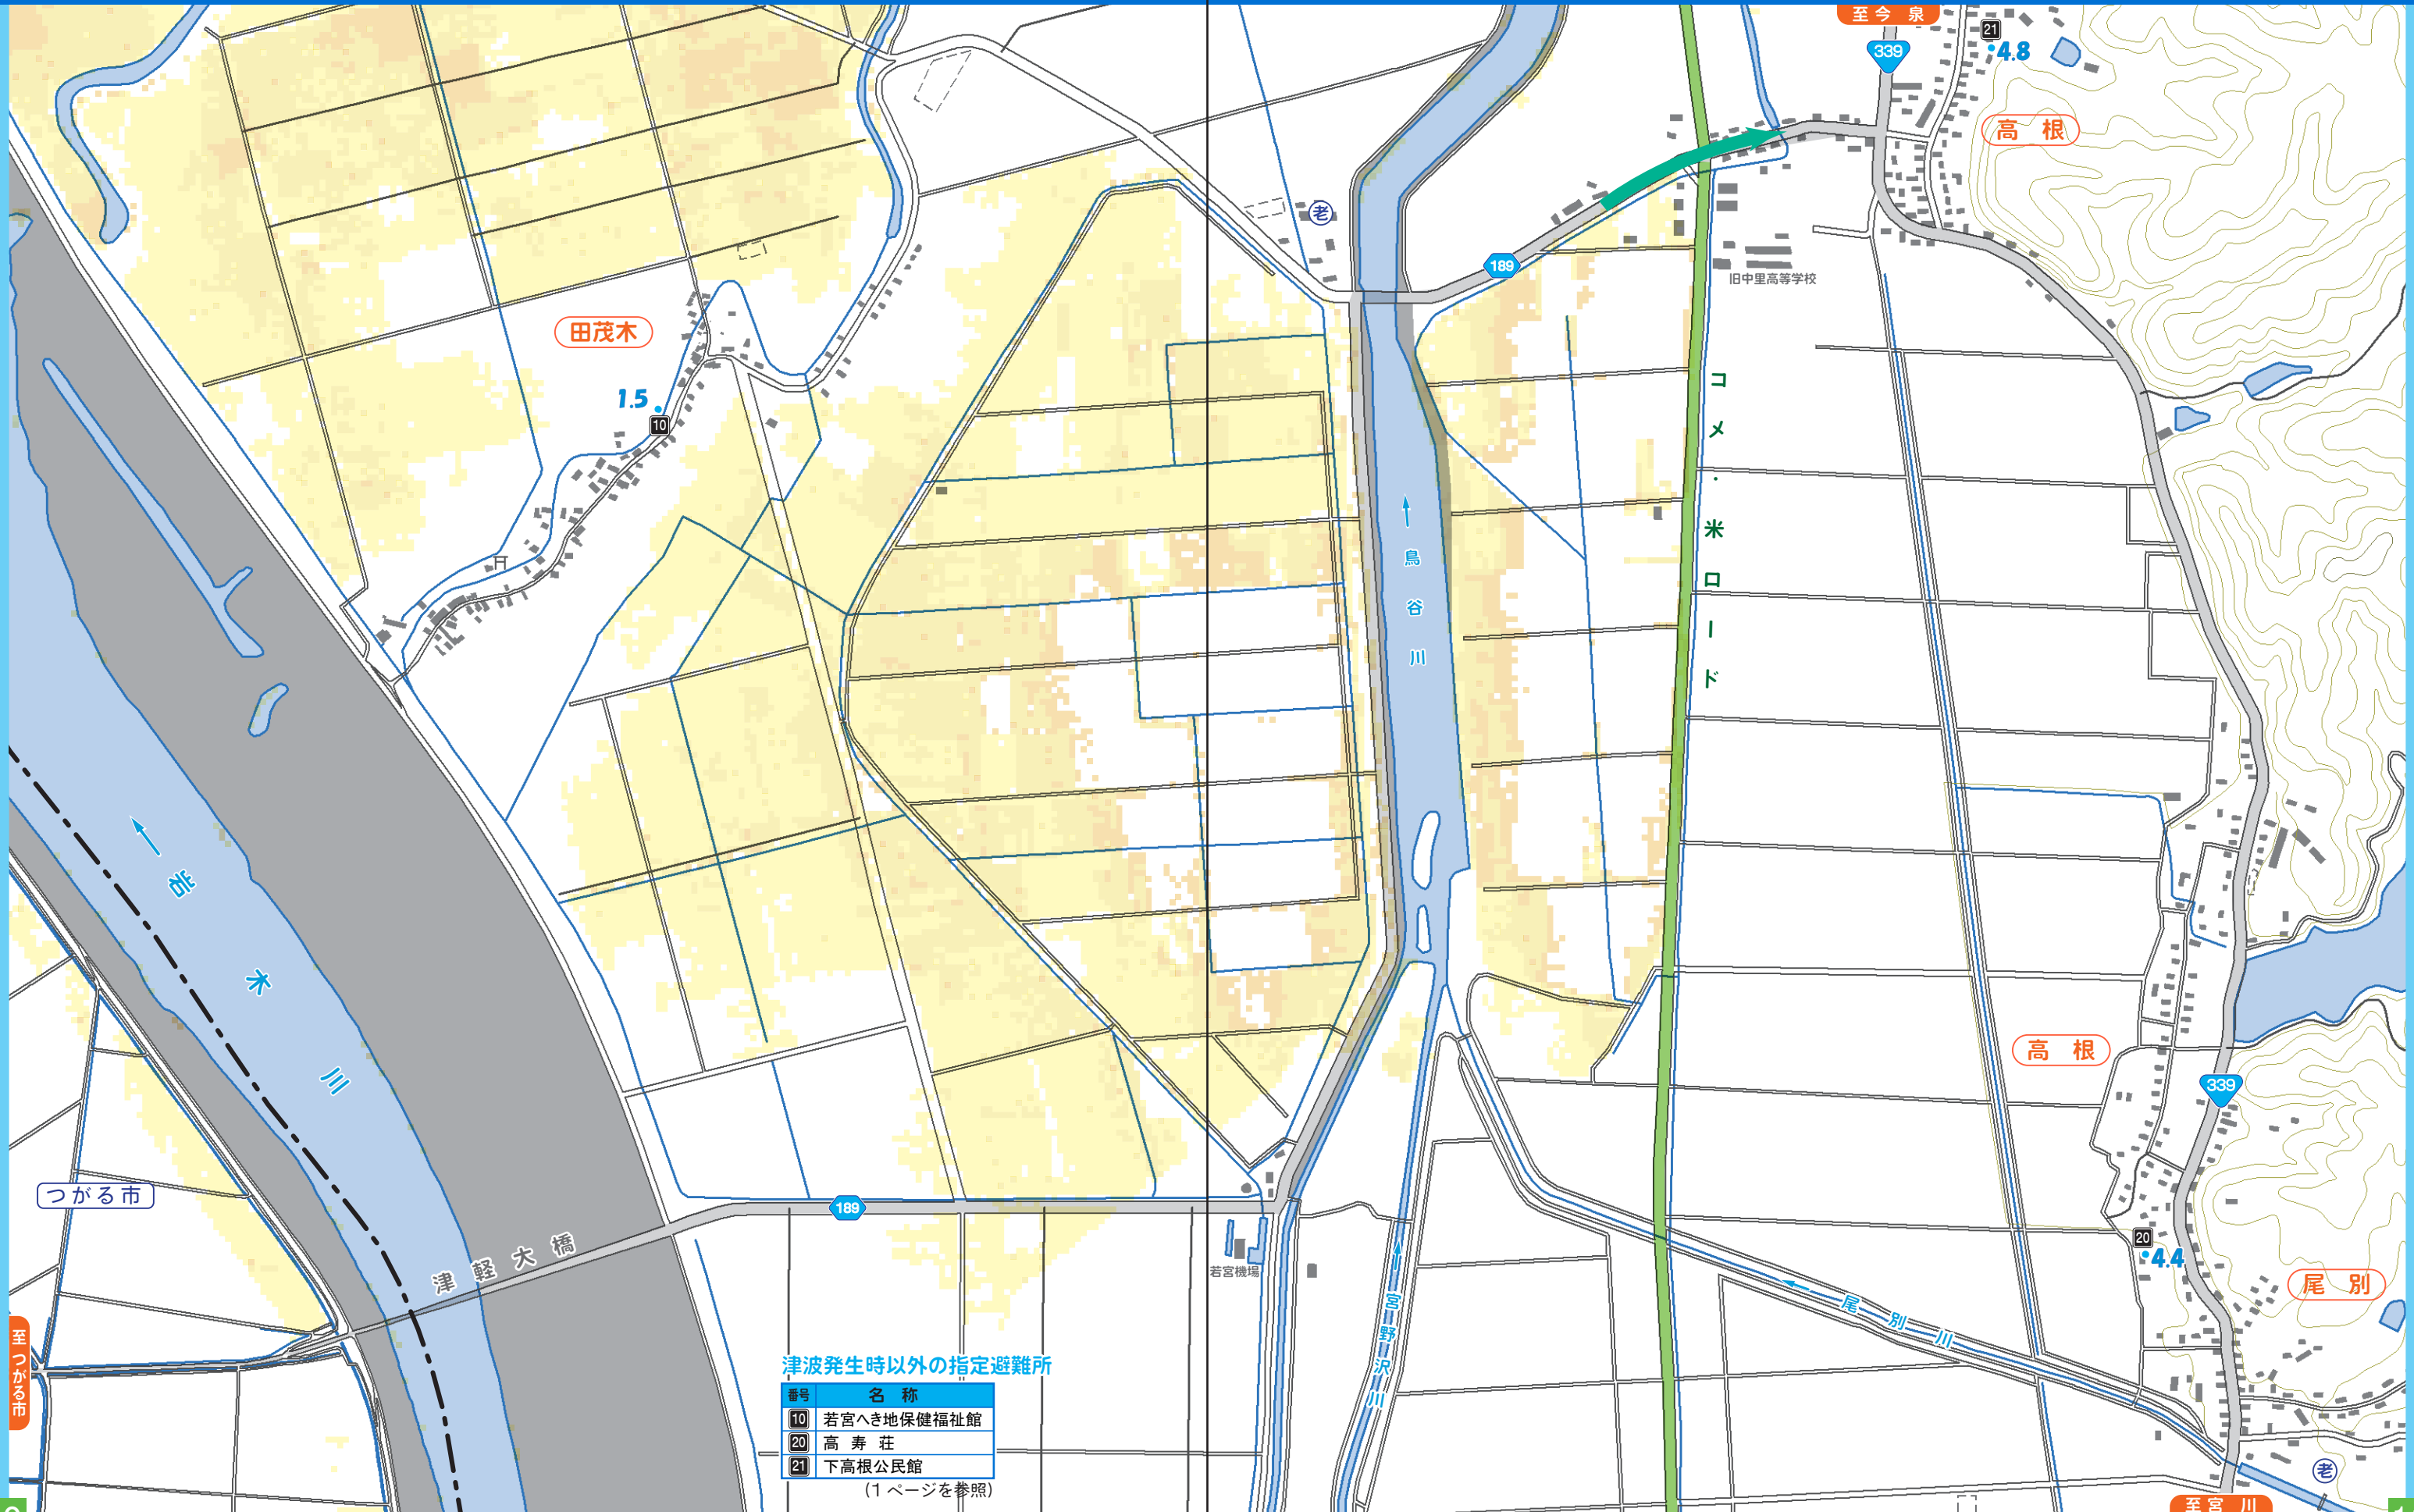 至 今 泉
339
21
4.8
高 根
老
189
旧中里高等学校
田茂木
1.5
10
コメ・米ロード
鳥谷川
岩木川
高 根
339
つがる市
189
津軽大橋
若宮機場
20
4.4
尾 別
宮野沢川
尾別川
至つがる市
津波発生時以外の指定避難所
番号 名 称
10 若宮へき地保健福祉館
20 高 寿 荘
21 下高根公民館
(1 ページを参照)
老
至 宮 川